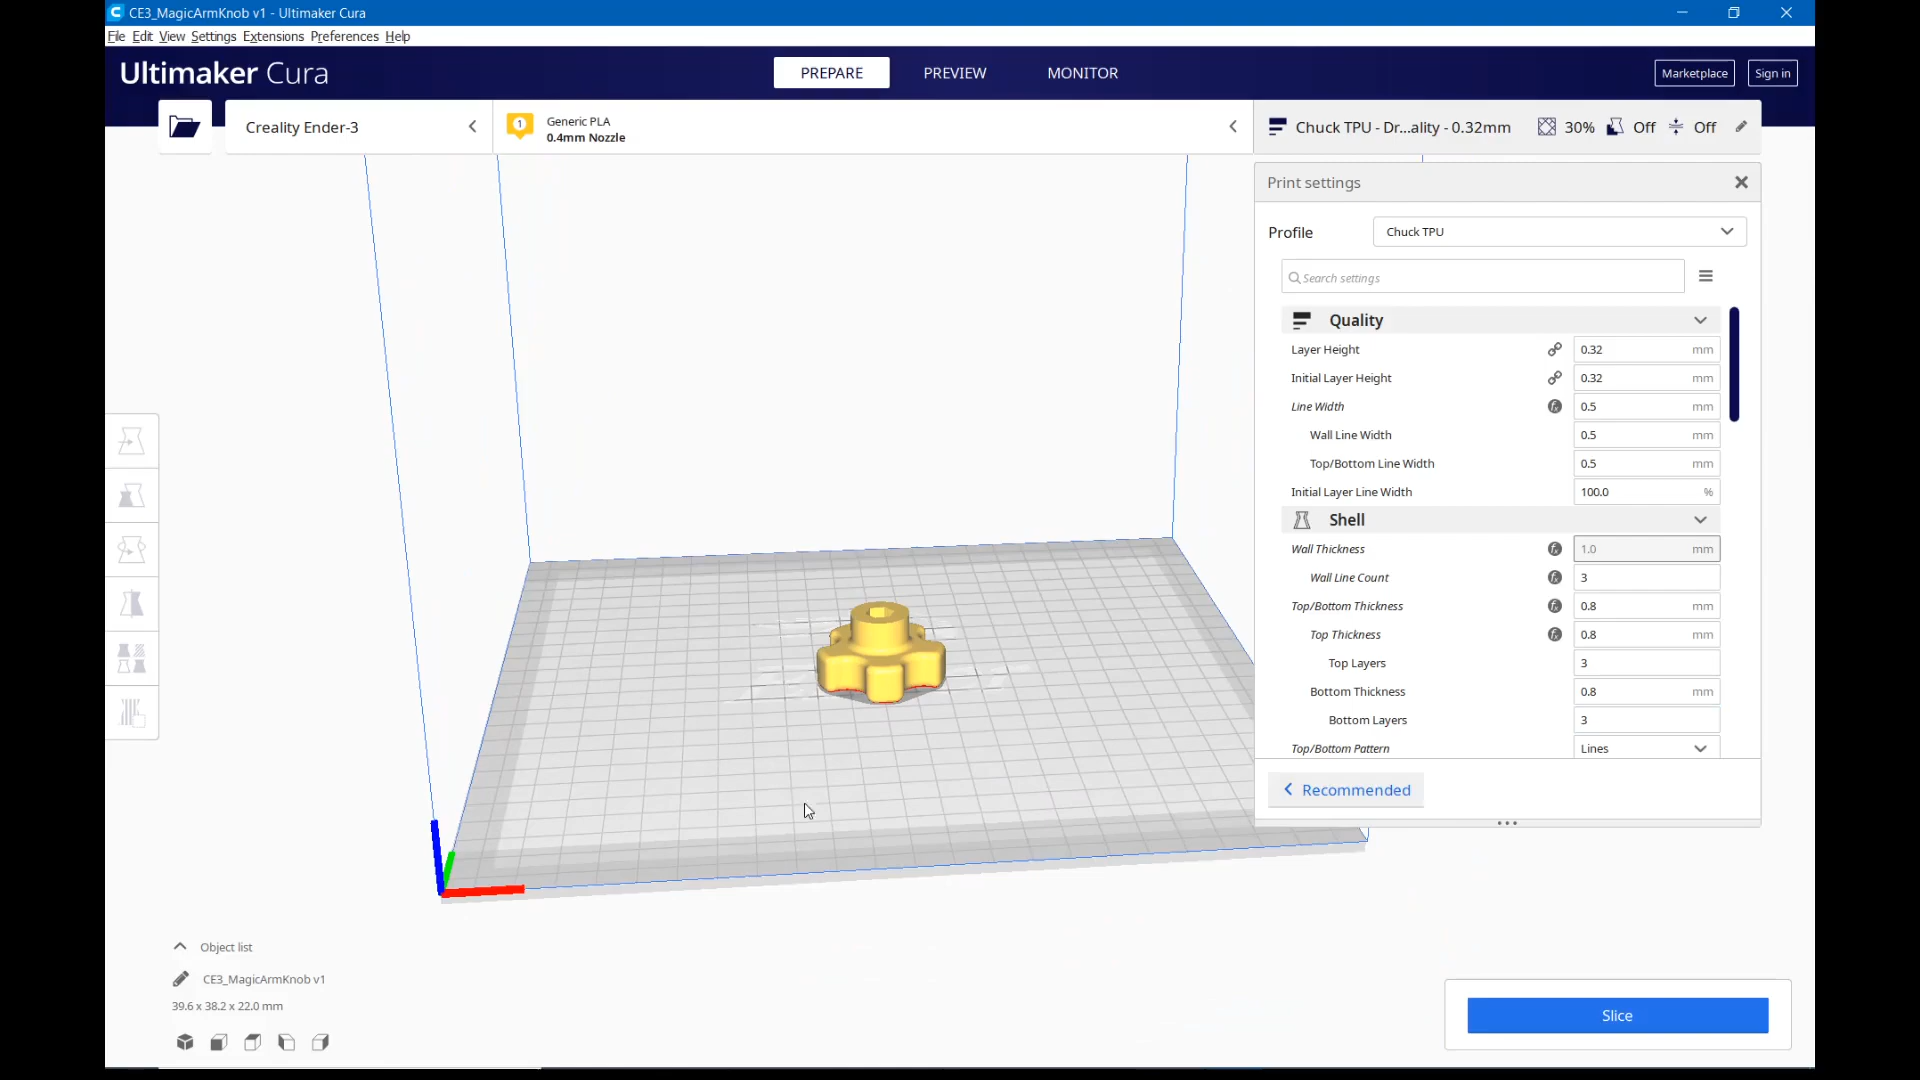 CE3_MagicArmKnob v1 - Ultimaker Cura
File Edit View Settings Extensions Preferences Help
Ultimaker Cura
PREPARE
PREVIEW
MONITOR
Marketplace
Sign in
Creality Ender-3
1
Generic PLA
0.4mm Nozzle
Chuck TPU - Dr...ality - 0.32mm
30%
Off
Off
Print settings
Profile
Chuck TPU
Search settings
Quality
Layer Height 0.32 mm
Initial Layer Height 0.32 mm
Line Width 0.5 mm
Wall Line Width 0.5 mm
Top/Bottom Line Width 0.5 mm
Initial Layer Line Width 100.0 %
Shell
Wall Thickness 1.0 mm
Wall Line Count 3
Top/Bottom Thickness 0.8 mm
Top Thickness 0.8 mm
Top Layers 3
Bottom Thickness 0.8 mm
Bottom Layers 3
Top/Bottom Pattern Lines
Recommended
Object list
CE3_MagicArmKnob v1
39.6 x 38.2 x 22.0 mm
Slice